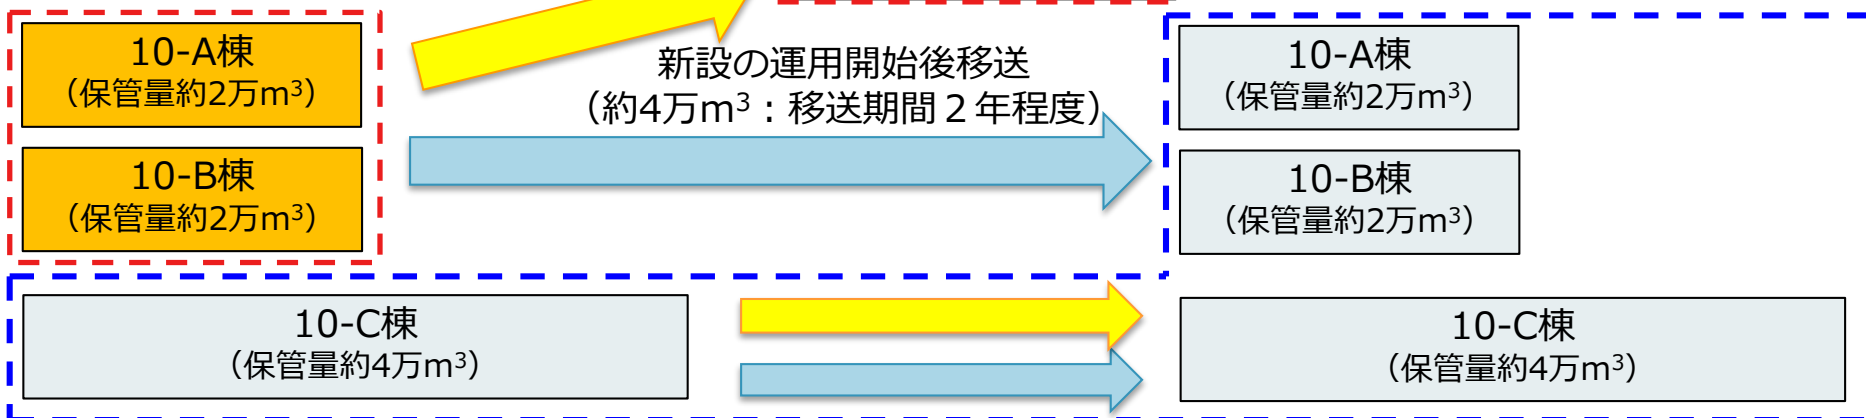 10-A棟
（保管量約2万m³）
10-B棟
（保管量約2万m³）
新設の運用開始後移送
（約4万m³：移送期間２年程度）
10-A棟
（保管量約2万m³）
10-B棟
（保管量約2万m³）
10-C棟
（保管量約4万m³）
10-C棟
（保管量約4万m³）